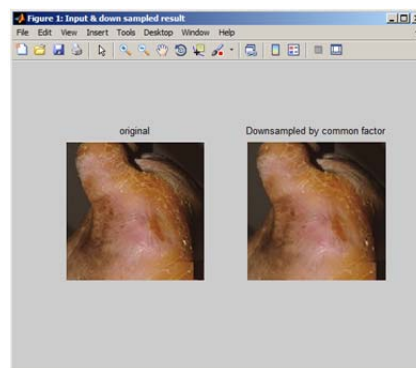 Figure 1: Input & down sampled result
File Edit View Insert Tools Desktop Window Help
original
Downsampled by common factor